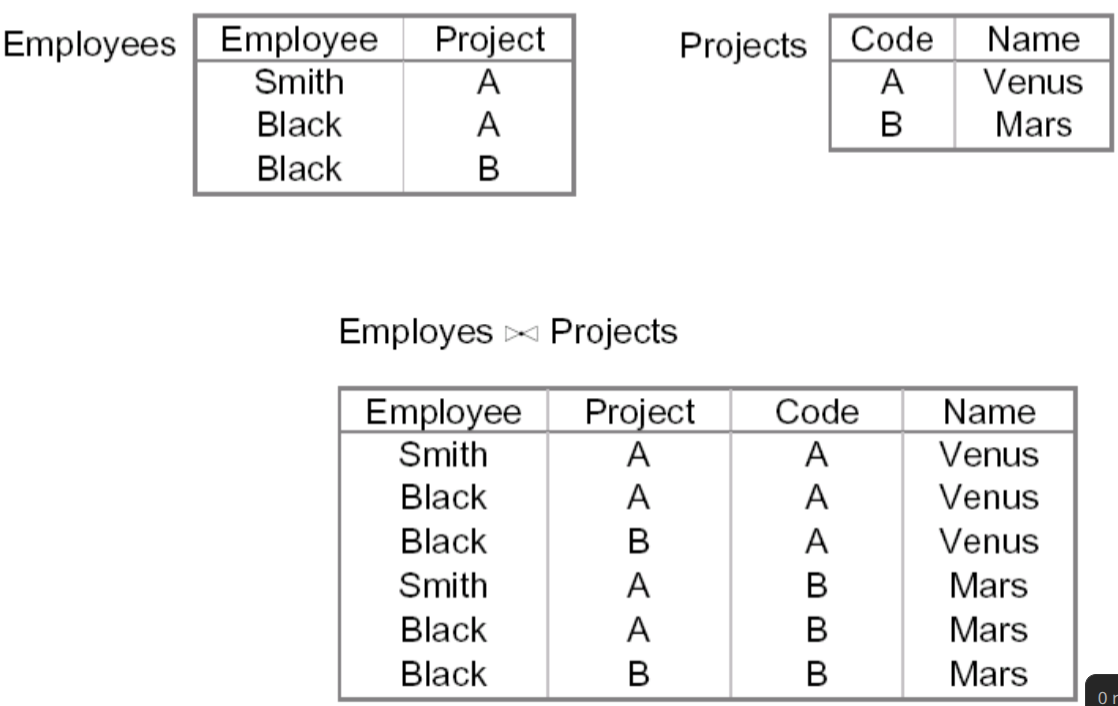 Employees
Employee Project
Smith A
Black A
Black B
Projects
Code Name
A Venus
B Mars
Employes ⋈ Projects
Employee Project Code Name
Smith A A Venus
Black A A Venus
Black B A Venus
Smith A B Mars
Black A B Mars
Black B B Mars
0